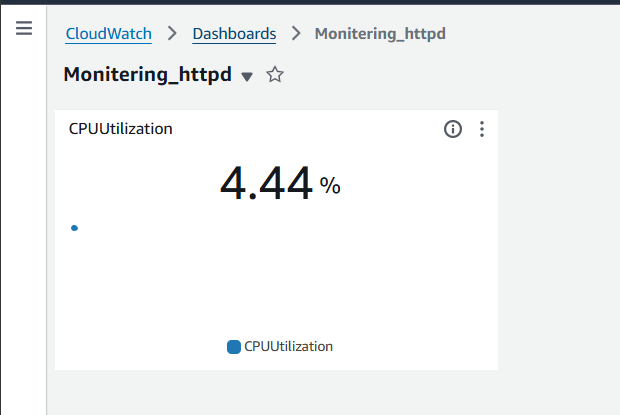 CloudWatch > Dashboards > Monitering_httpd
Monitering_httpd
CPUUtilization
4.44 %
CPUUtilization